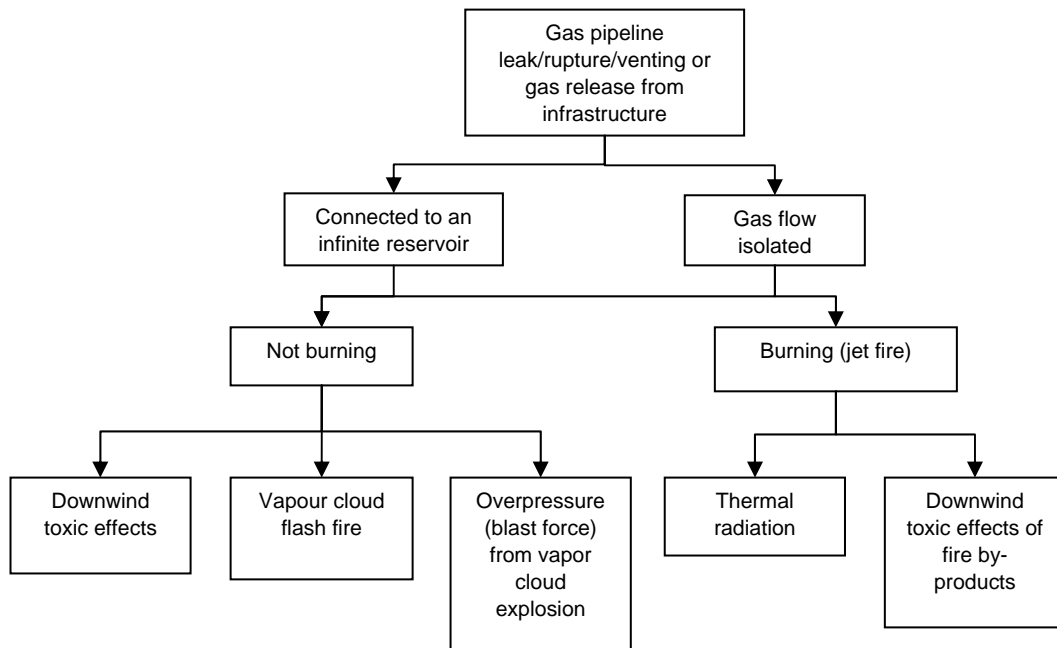 Gas pipeline
leak/rupture/venting or
gas release from
infrastructure
Connected to an
infinite reservoir
Gas flow
isolated
Not burning
Burning (jet fire)
Downwind
toxic effects
Vapour cloud
flash fire
Overpressure
(blast force)
from vapor
cloud
explosion
Thermal
radiation
Downwind
toxic effects of
fire by-
products